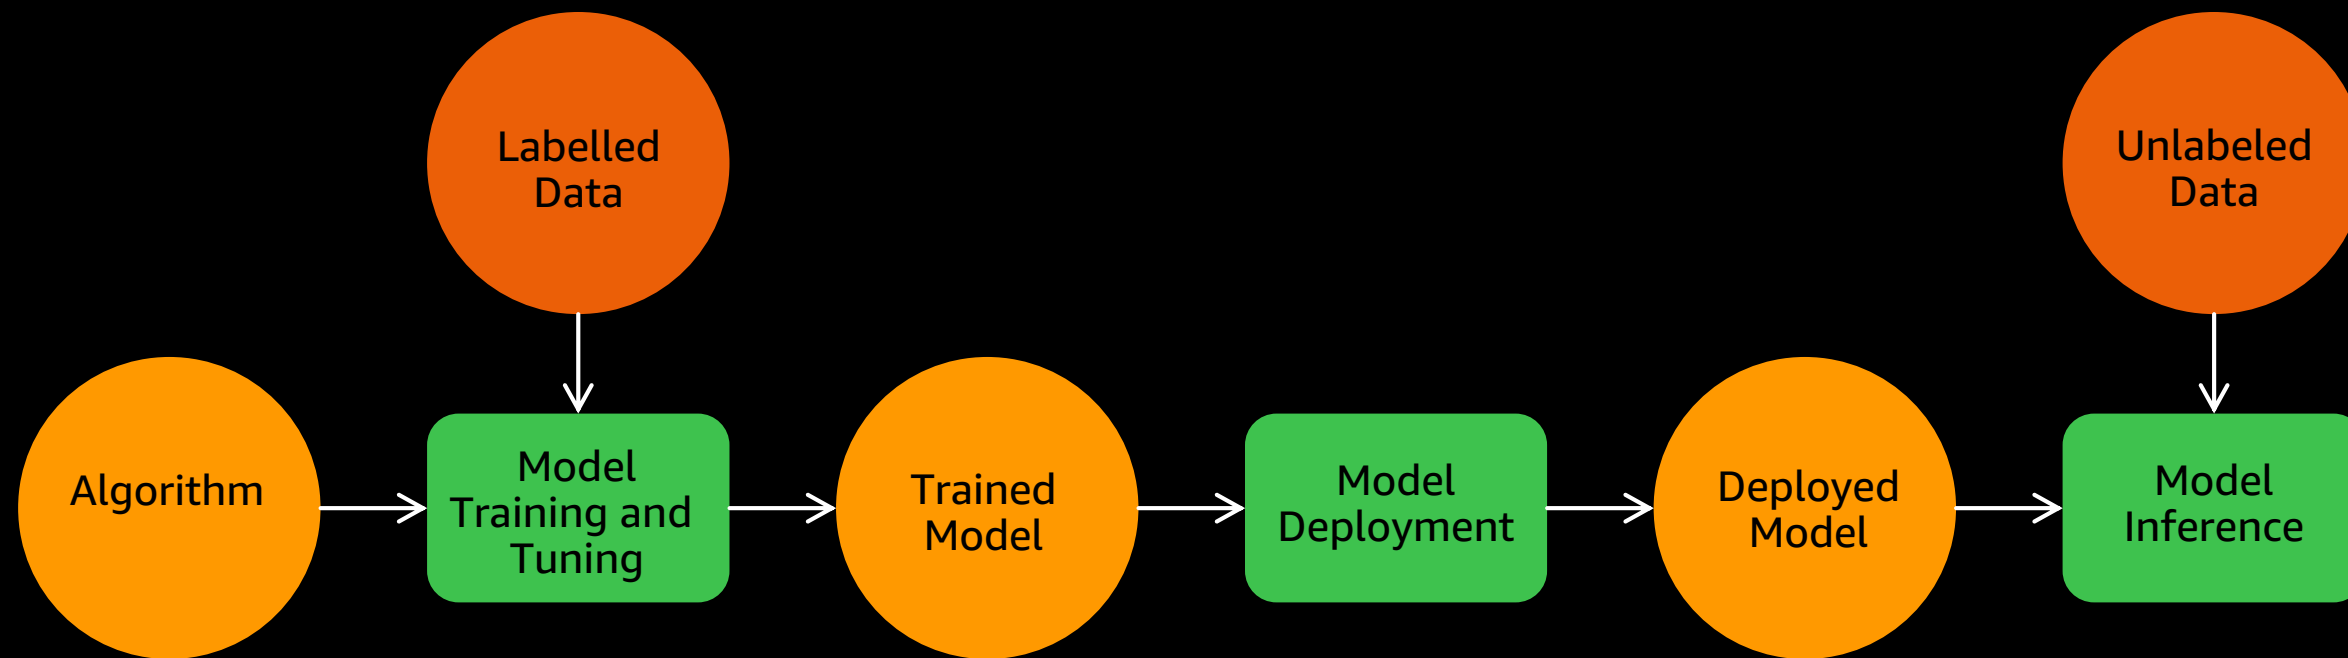 Labelled
Data
Unlabeled
Data
Algorithm
Model
Training and
Tuning
Trained
Model
Model
Deployment
Deployed
Model
Model
Inference